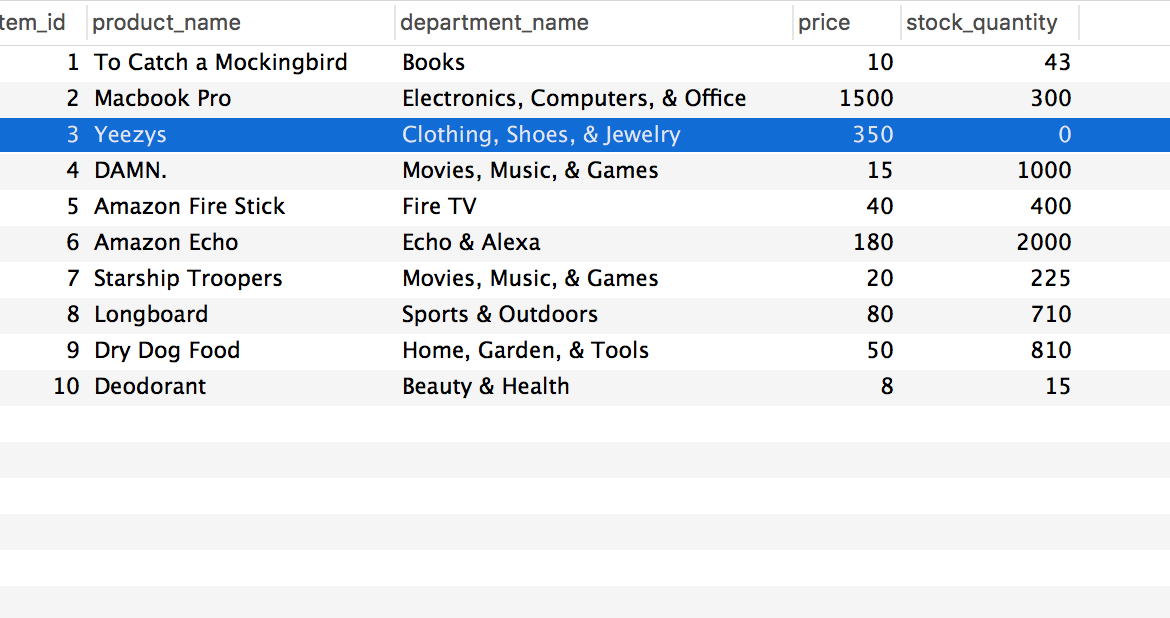 tem_id product_name department_name price stock_quantity
1 To Catch a Mockingbird Books 10 43
2 Macbook Pro Electronics, Computers, & Office 1500 300
3 Yeezys Clothing, Shoes, & Jewelry 350 0
4 DAMN. Movies, Music, & Games 15 1000
5 Amazon Fire Stick Fire TV 40 400
6 Amazon Echo Echo & Alexa 180 2000
7 Starship Troopers Movies, Music, & Games 20 225
8 Longboard Sports & Outdoors 80 710
9 Dry Dog Food Home, Garden, & Tools 50 810
10 Deodorant Beauty & Health 8 15